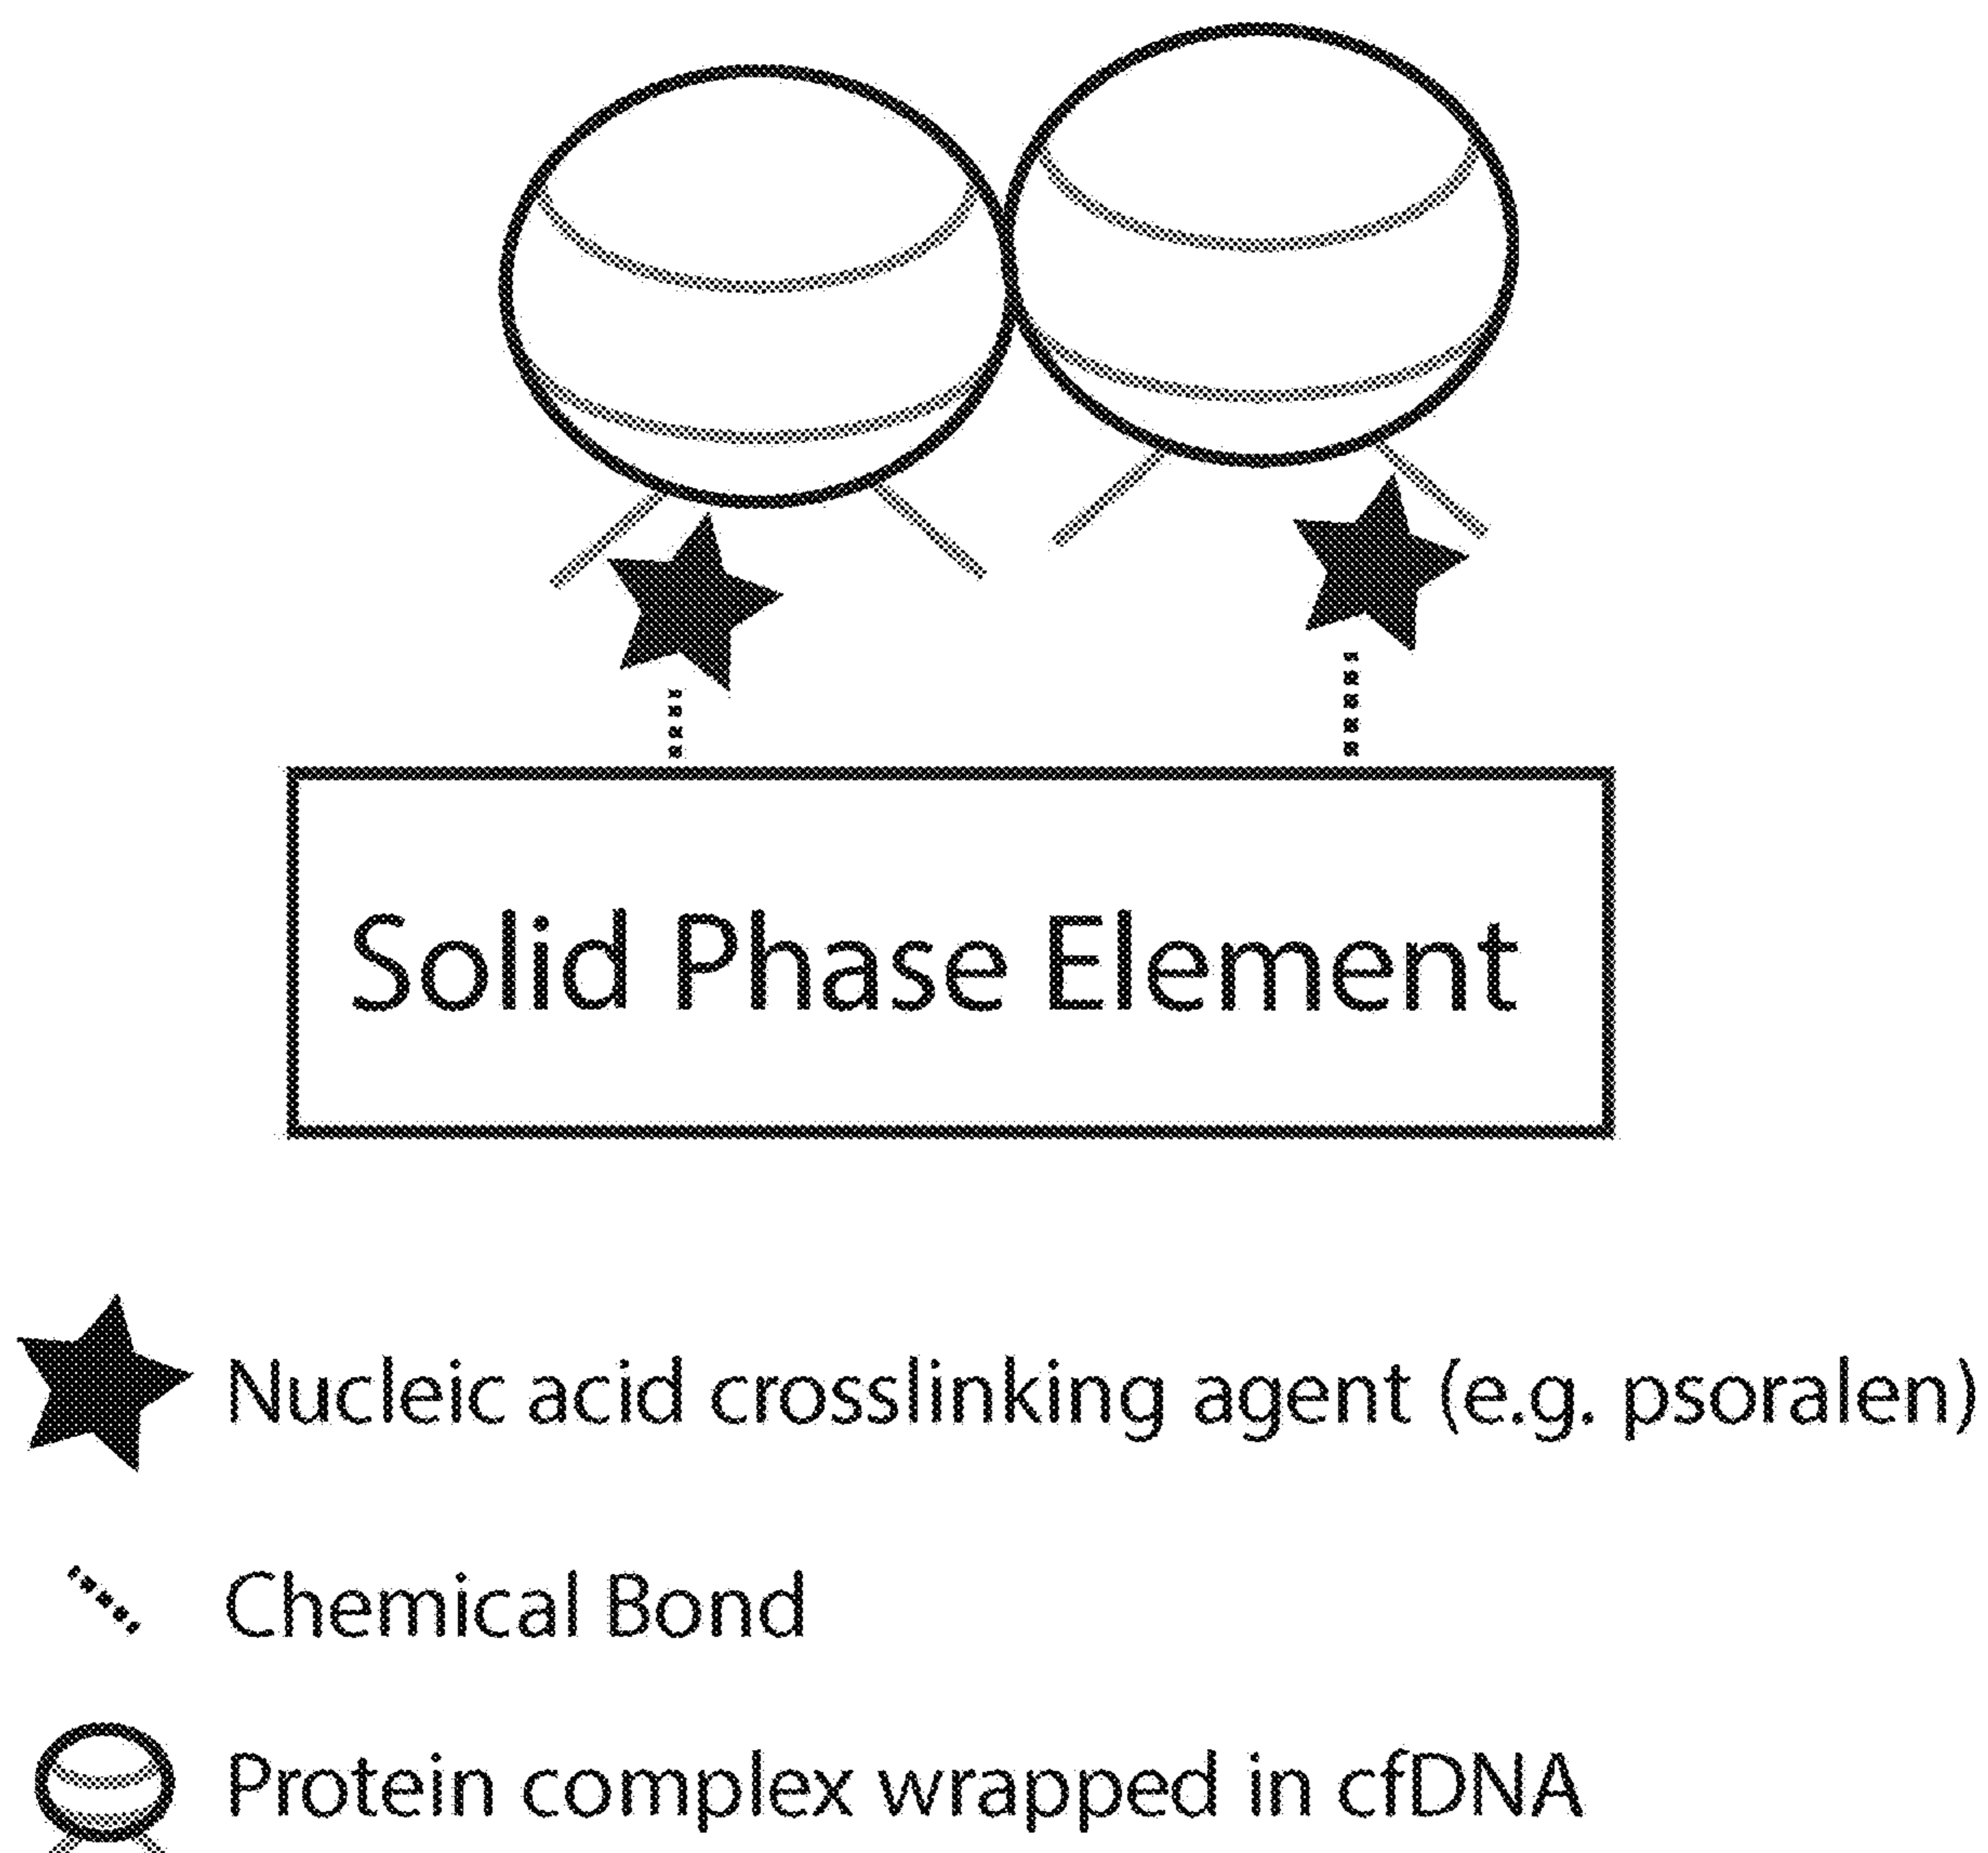 Solid Phase Element
Nucleic acid crosslinking agent (e.g. psoralen)
Chemical Bond
Protein complex wrapped in cfDNA